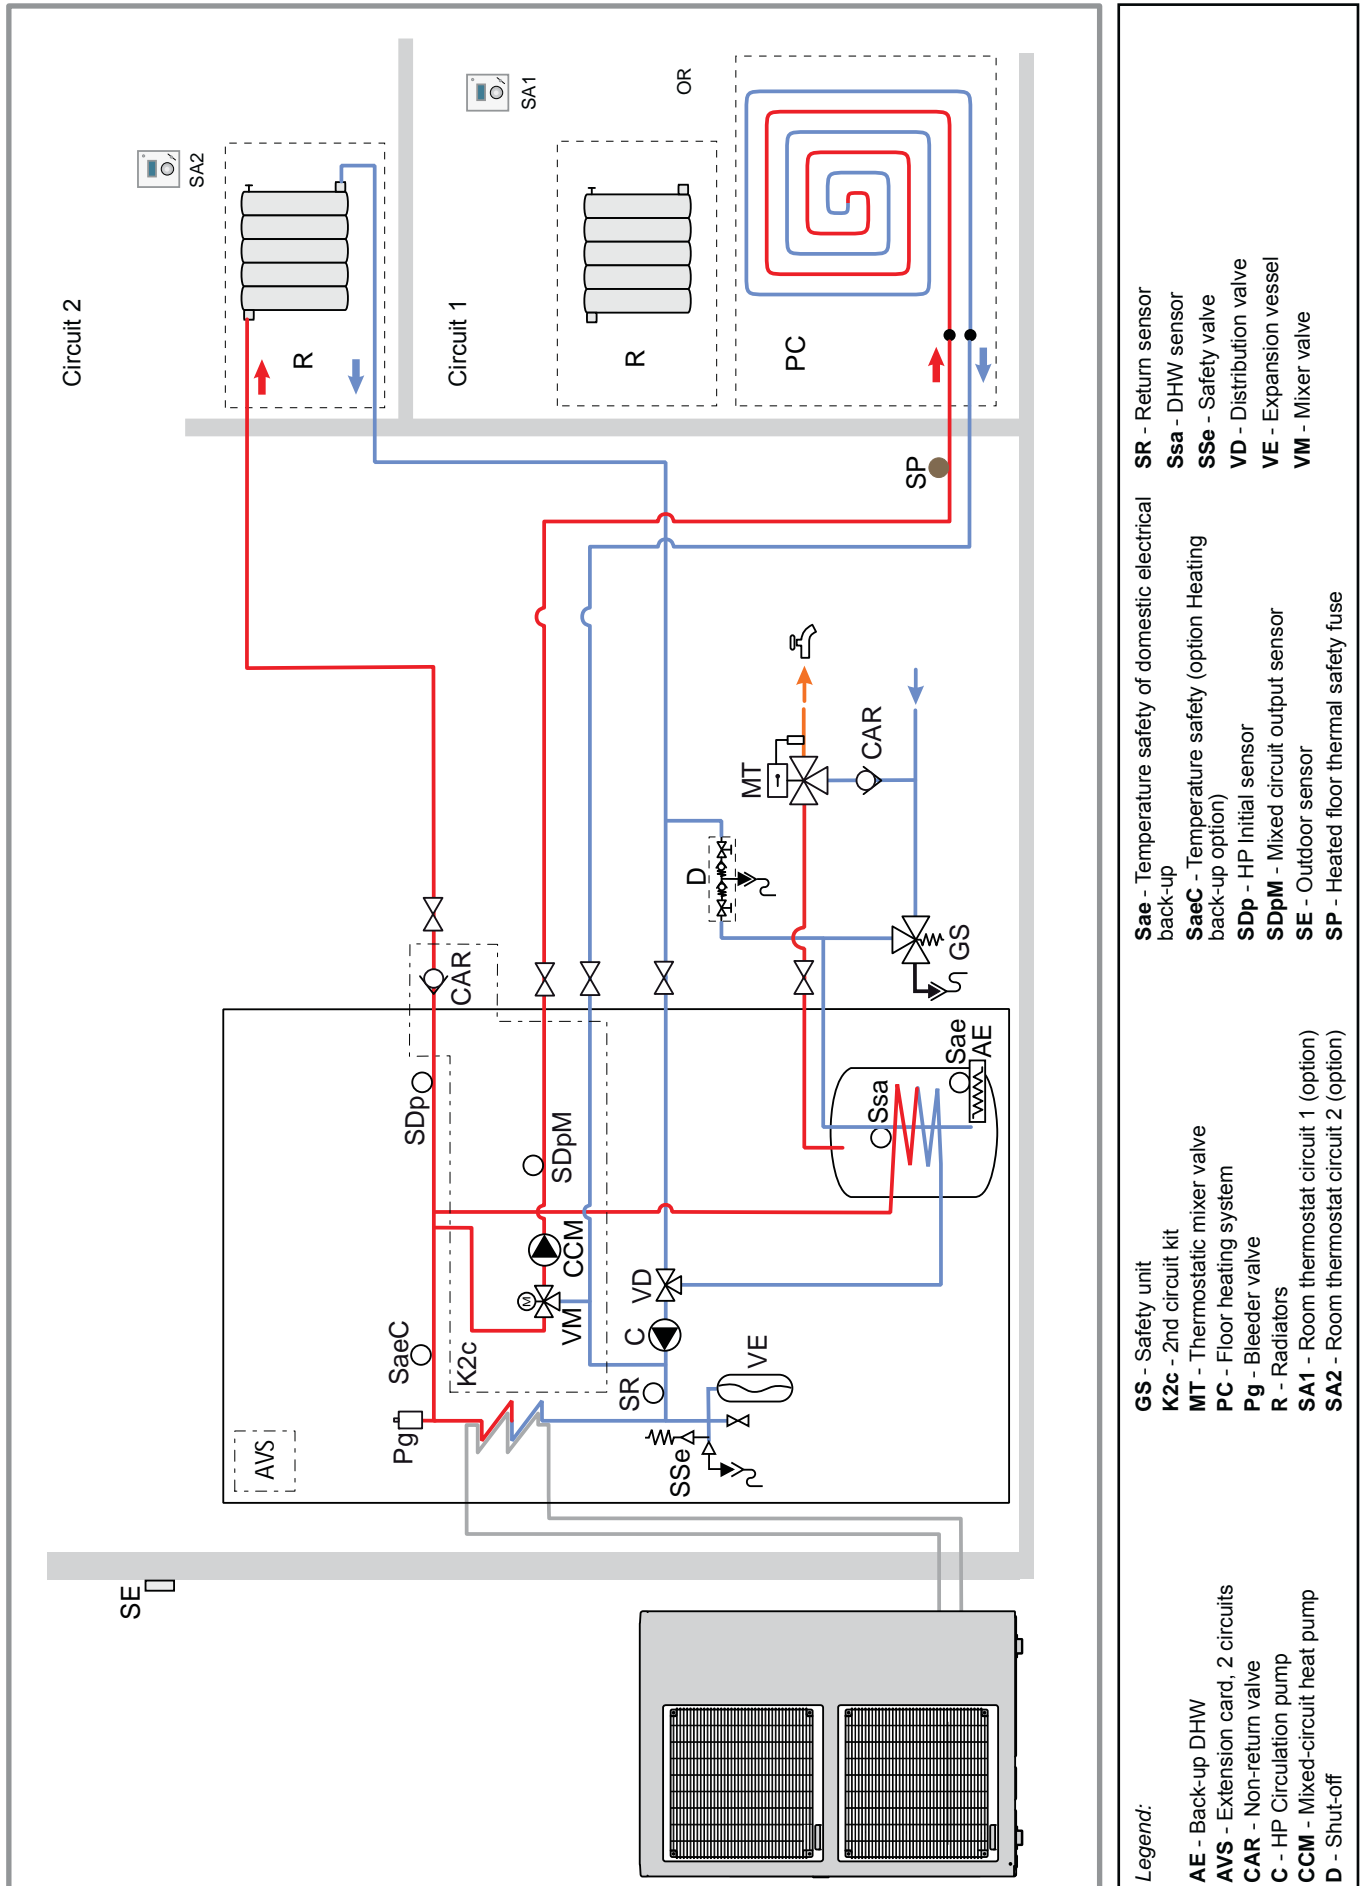 SE
AVS
Pg
SaeC
K2c
SDp
CAR
SDpM
CCM
VM
SR
C
VD
SSe
VE
Ssa
Sae
AE
D
MT
CAR
GS
SP
Circuit 2
R
SA2
Circuit 1
R
SA1
OR
PC
M
Legend:
AE - Back-up DHW
AVS - Extension card, 2 circuits
CAR - Non-return valve
C - HP Circulation pump
CCM - Mixed-circuit heat pump
D - Shut-off
GS - Safety unit
K2c - 2nd circuit kit
MT - Thermostatic mixer valve
PC - Floor heating system
Pg - Bleeder valve
R - Radiators
SA1 - Room thermostat circuit 1 (option)
SA2 - Room thermostat circuit 2 (option)
Sae - Temperature safety of domestic electrical
back-up
SaeC - Temperature safety (option Heating
back-up option)
SDp - HP Initial sensor
SDpM - Mixed circuit output sensor
SE - Outdoor sensor
SP - Heated floor thermal safety fuse
SR - Return sensor
Ssa - DHW sensor
SSe - Safety valve
VD - Distribution valve
VE - Expansion vessel
VM - Mixer valve